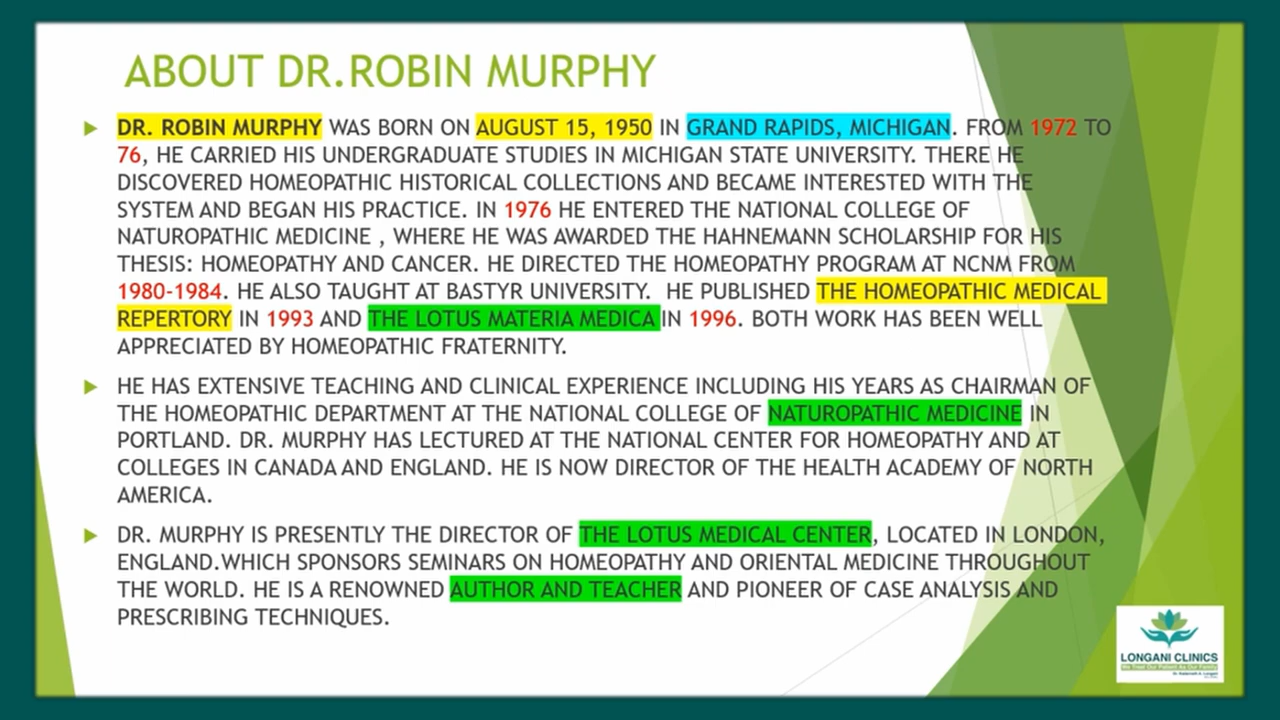 ABOUT DR.ROBIN MURPHY
DR. ROBIN MURPHY WAS BORN ON AUGUST 15, 1950 IN GRAND RAPIDS, MICHIGAN. FROM 1972 TO
76, HE CARRIED HIS UNDERGRADUATE STUDIES IN MICHIGAN STATE UNIVERSITY. THERE HE
DISCOVERED HOMEOPATHIC HISTORICAL COLLECTIONS AND BECAME INTERESTED WITH THE
SYSTEM AND BEGAN HIS PRACTICE. IN 1976 HE ENTERED THE NATIONAL COLLEGE OF
NATUROPATHIC MEDICINE , WHERE HE WAS AWARDED THE HAHNEMANN SCHOLARSHIP FOR HIS
THESIS: HOMEOPATHY AND CANCER. HE DIRECTED THE HOMEOPATHY PROGRAM AT NCNM FROM
1980-1984. HE ALSO TAUGHT AT BASTYR UNIVERSITY. HE PUBLISHED THE HOMEOPATHIC MEDICAL
REPERTORY IN 1993 AND THE LOTUS MATERIA MEDICA IN 1996. BOTH WORK HAS BEEN WELL
APPRECIATED BY HOMEOPATHIC FRATERNITY.
HE HAS EXTENSIVE TEACHING AND CLINICAL EXPERIENCE INCLUDING HIS YEARS AS CHAIRMAN OF
THE HOMEOPATHIC DEPARTMENT AT THE NATIONAL COLLEGE OF NATUROPATHIC MEDICINE IN
PORTLAND. DR. MURPHY HAS LECTURED AT THE NATIONAL CENTER FOR HOMEOPATHY AND AT
COLLEGES IN CANADA AND ENGLAND. HE IS NOW DIRECTOR OF THE HEALTH ACADEMY OF NORTH
AMERICA.
DR. MURPHY IS PRESENTLY THE DIRECTOR OF THE LOTUS MEDICAL CENTER, LOCATED IN LONDON,
ENGLAND.WHICH SPONSORS SEMINARS ON HOMEOPATHY AND ORIENTAL MEDICINE THROUGHOUT
THE WORLD. HE IS A RENOWNED AUTHOR AND TEACHER AND PIONEER OF CASE ANALYSIS AND
PRESCRIBING TECHNIQUES.
LONGANI CLINICS
We Treat Our Patient As Our Family